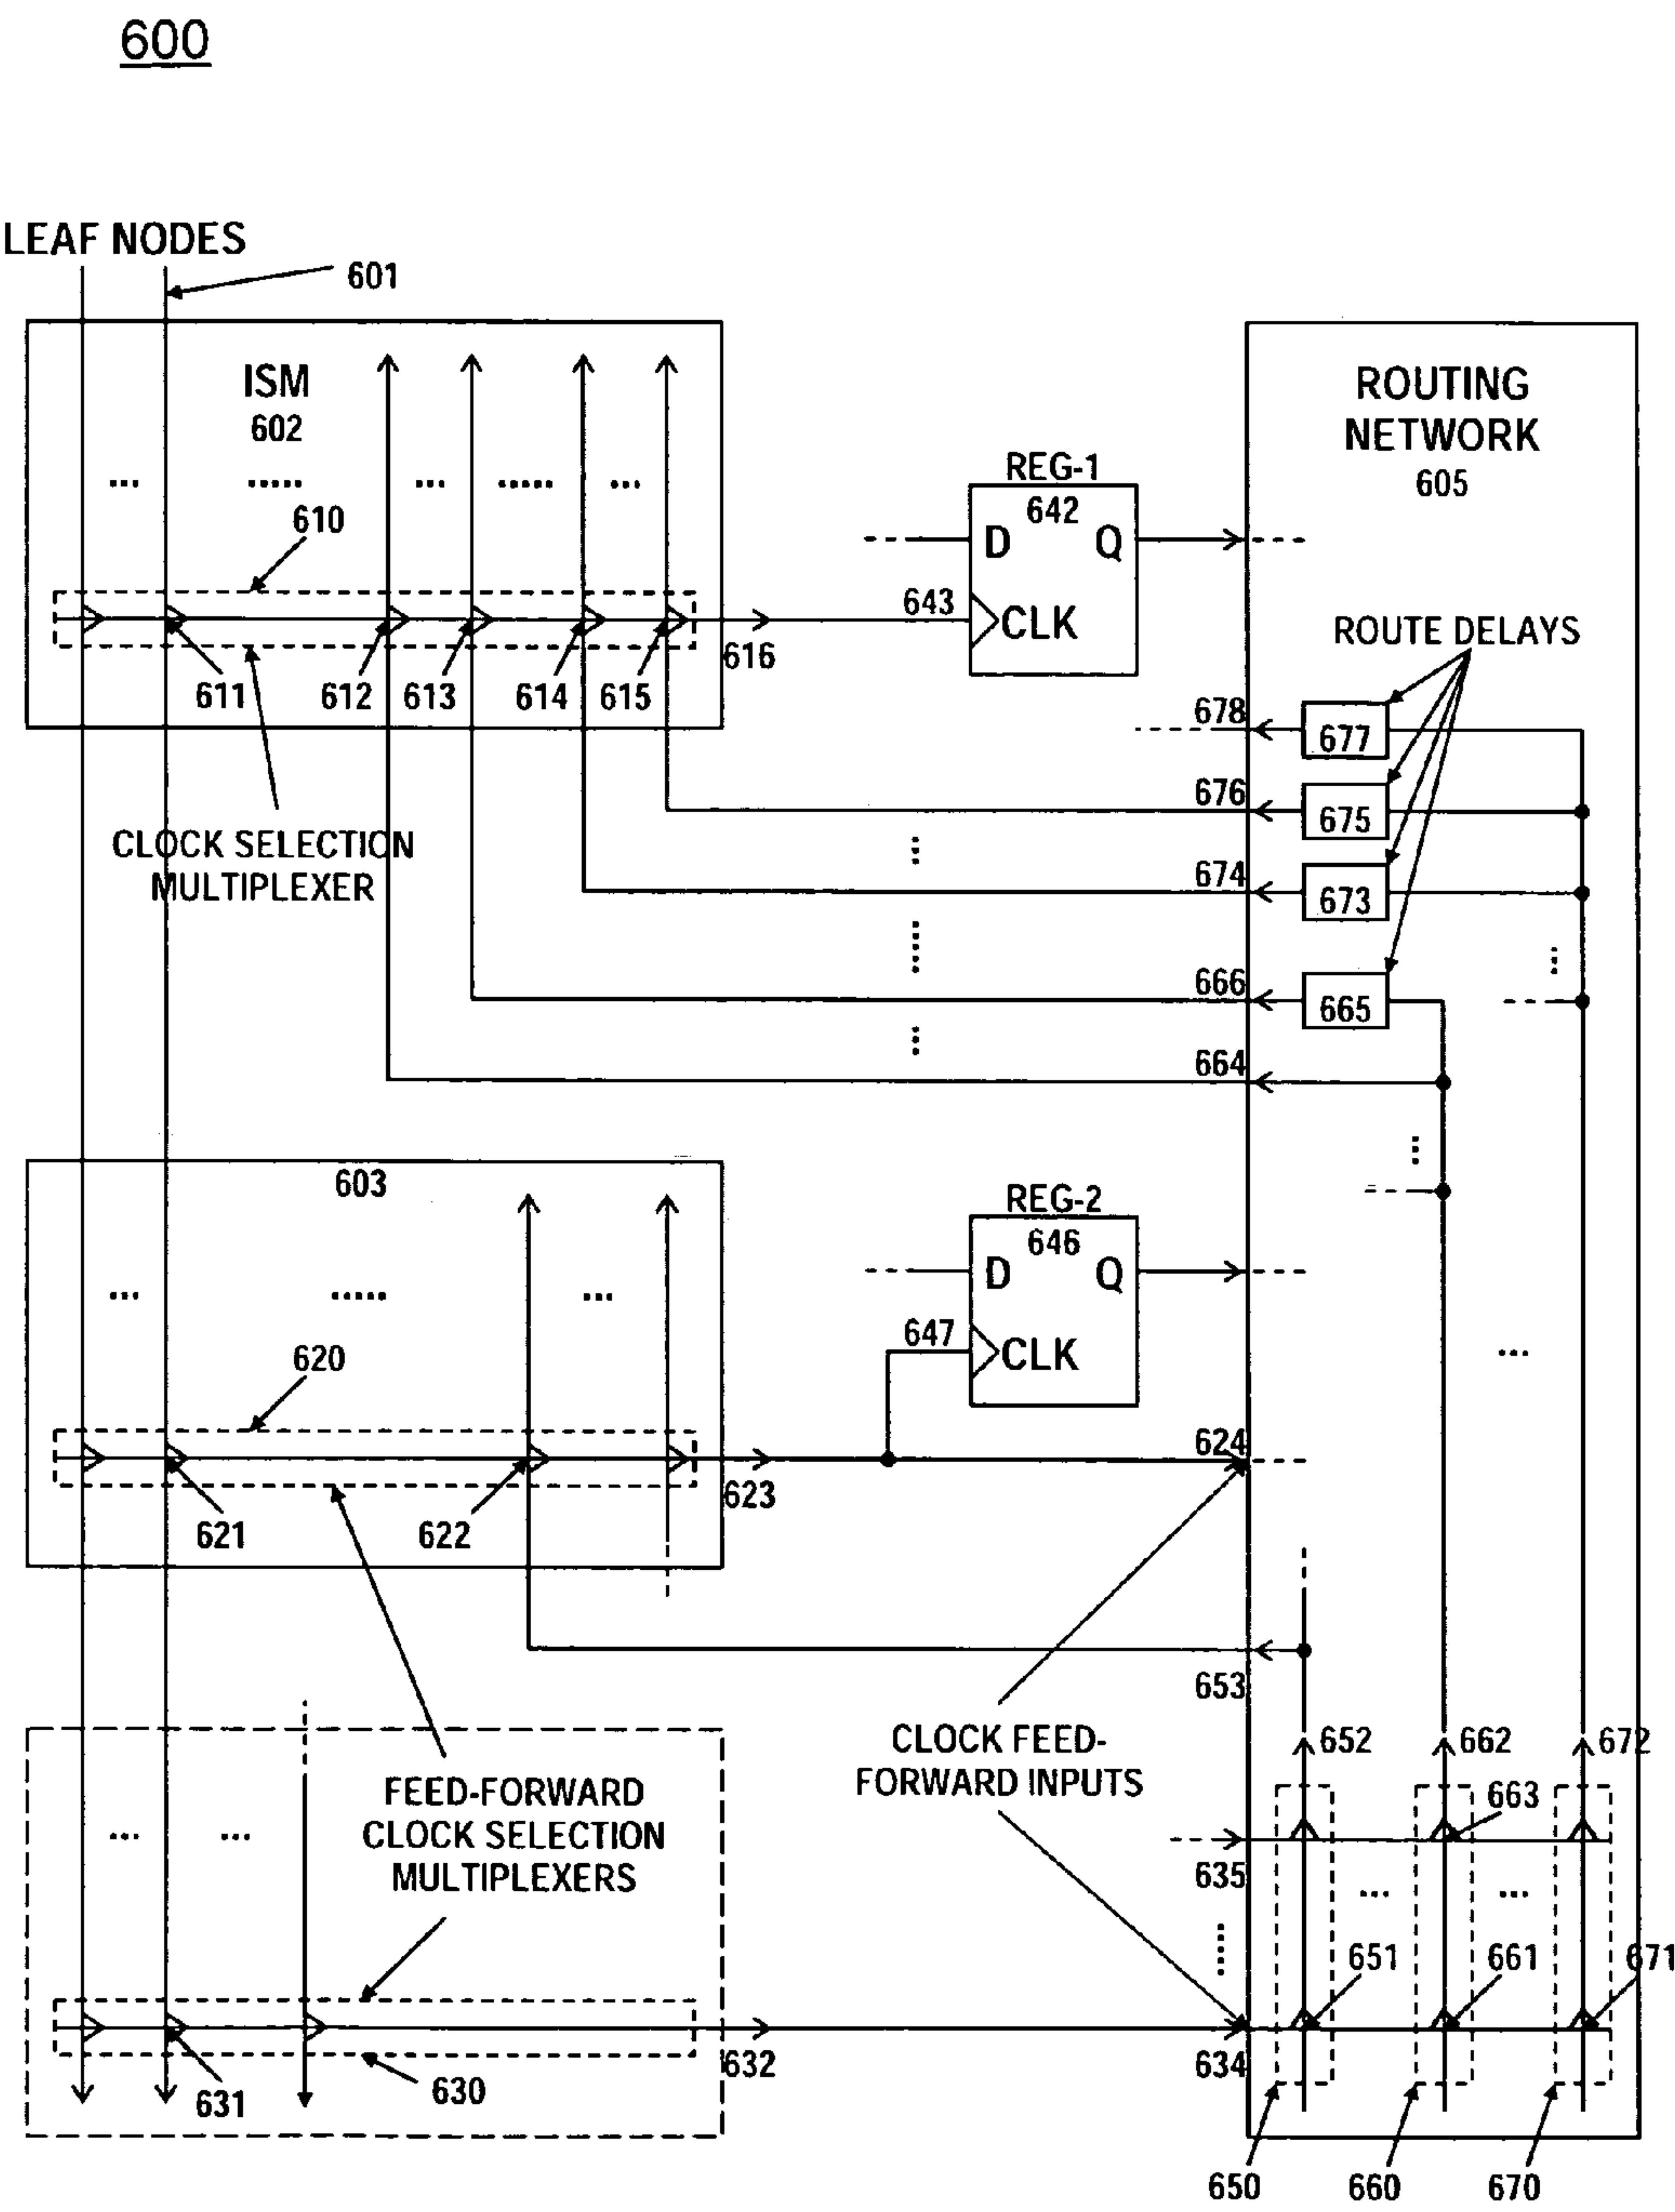 600
LEAF NODES
601
ISM
602
ROUTING
NETWORK
605
... ..... ... ..... ...
REG-1
642
D Q
610
643
CLK
ROUTE DELAYS
616
611 612 613 614 615
678
677
676
675
CLOCK SELECTION
MULTIPLEXER
674
673
666
665
664
603
REG-2
646
D Q
... ..... ...
647
CLK
620
624
623
621 622
653
CLOCK FEED-
FORWARD INPUTS
652 662 672
FEED-FORWARD
CLOCK SELECTION
MULTIPLEXERS
663
635
651 661 671
632
634
631 630
650 660 670